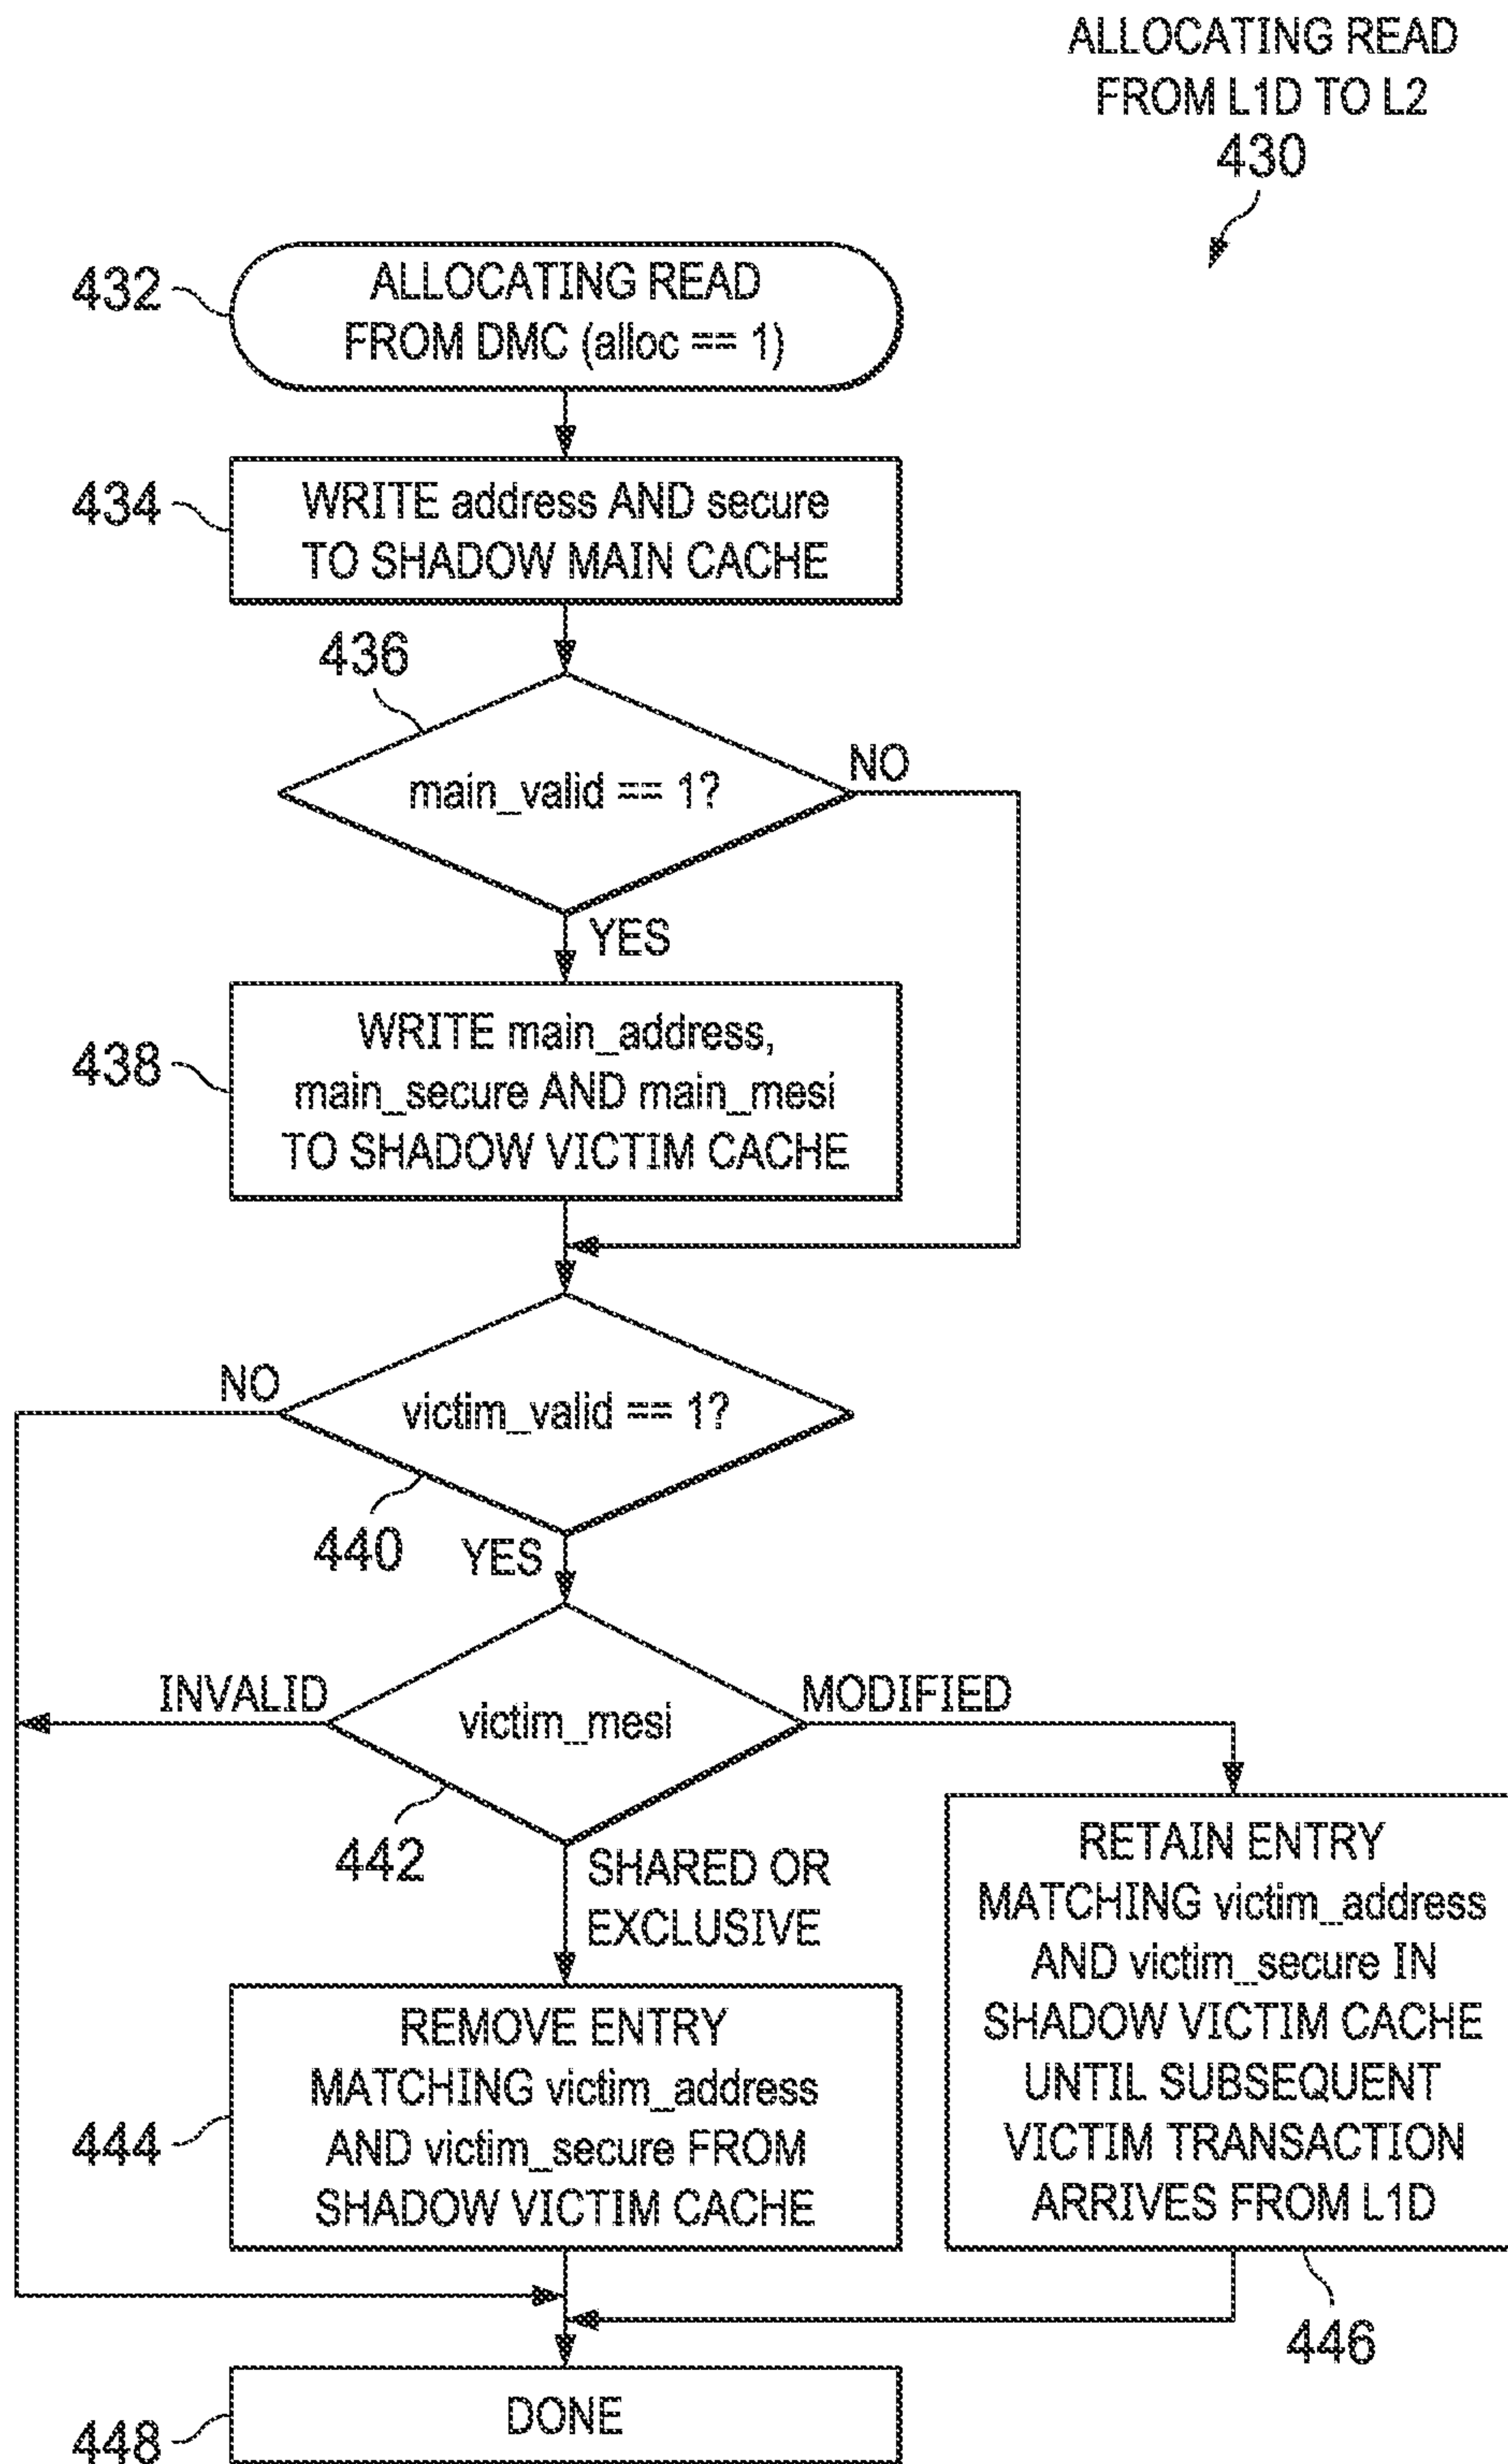 ALLOCATING READ
FROM L1D TO L2
430
432
ALLOCATING READ
FROM DMC (alloc == 1)
434
WRITE address AND secure
TO SHADOW MAIN CACHE
436
main_valid == 1?
NO
YES
438
WRITE main_address,
main_secure AND main_mesi
TO SHADOW VICTIM CACHE
NO
victim_valid == 1?
440
YES
INVALID
victim_mesi
MODIFIED
442
SHARED OR
EXCLUSIVE
444
REMOVE ENTRY
MATCHING victim_address
AND victim_secure FROM
SHADOW VICTIM CACHE
RETAIN ENTRY
MATCHING victim_address
AND victim_secure IN
SHADOW VICTIM CACHE
UNTIL SUBSEQUENT
VICTIM TRANSACTION
ARRIVES FROM L1D
446
448
DONE